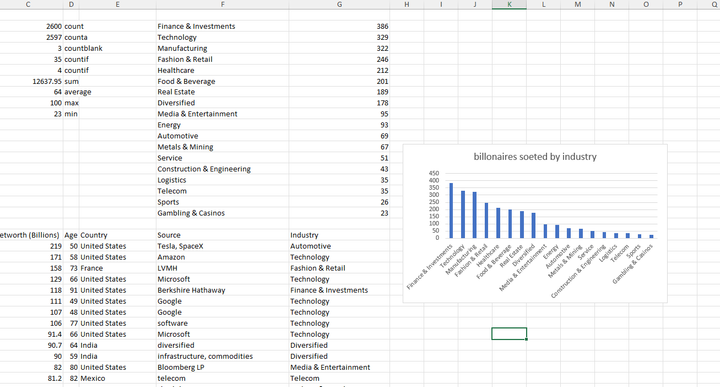 C D E F G H I J K L M N O P Q
2600 count Finance & Investments 386
2597 counta Technology 329
3 countblank Manufacturing 322
35 countif Fashion & Retail 246
4 countif Healthcare 212
12637.95 sum Food & Beverage 201
64 average Real Estate 189
100 max Diversified 178
23 min Media & Entertainment 95
Energy 93
Automotive 69
Metals & Mining 67
Service 51
Construction & Engineering 43
Logistics 35
Telecom 35
Sports 26
Gambling & Casinos 23
etworth (Billions) Age Country Source Industry
219 50 United States Tesla, SpaceX Automotive
171 58 United States Amazon Technology
158 73 France LVMH Fashion & Retail
129 66 United States Microsoft Technology
118 91 United States Berkshire Hathaway Finance & Investments
111 49 United States Google Technology
107 48 United States Google Technology
106 77 United States software Technology
91.4 66 United States Microsoft Technology
90.7 64 India diversified Diversified
90 59 India infrastructure, commodities Diversified
82 80 United States Bloomberg LP Media & Entertainment
81.2 82 Mexico telecom Telecom
billonaires soeted by industry
450
400
350
300
250
200
150
100
50
0
Finance & Investments
Technology
Manufacturing
Fashion & Retail
Healthcare
Food & Beverage
Real Estate
Diversified
Media & Entertainment
Energy
Automotive
Metals & Mining
Service
Construction & Engineering
Logistics
Telecom
Sports
Gambling & Casinos